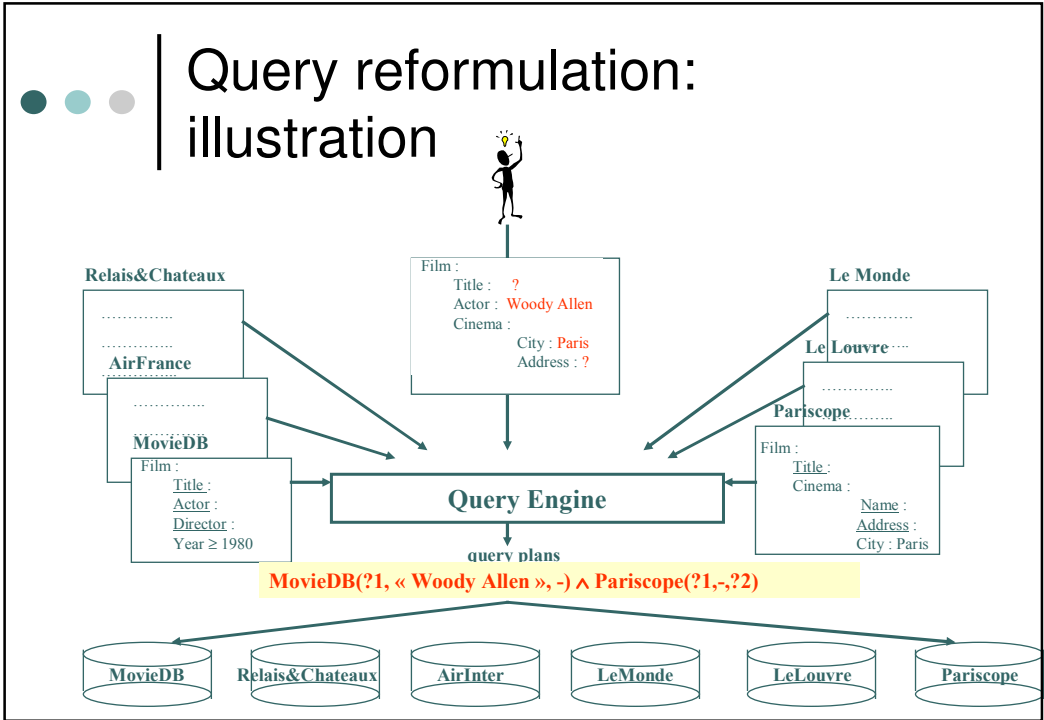 Query reformulation:
illustration
Film :
Title : ?
Actor : Woody Allen
Cinema :
City : Paris
Address : ?
Relais&Chateaux
…………..
…………..
…………...
AirFrance
…………..
…………..
MovieDB
Film :
Title :
Actor :
Director :
Year ≥ 1980
Le Monde
………….
………….
Le Louvre
…………..
…………..
Pariscope
Film :
Title :
Cinema :
Name :
Address :
City : Paris
Query Engine
query plans
MovieDB(?1, « Woody Allen », -) ∧ Pariscope(?1,-,?2)
MovieDB
Relais&Chateaux
AirInter
LeMonde
LeLouvre
Pariscope